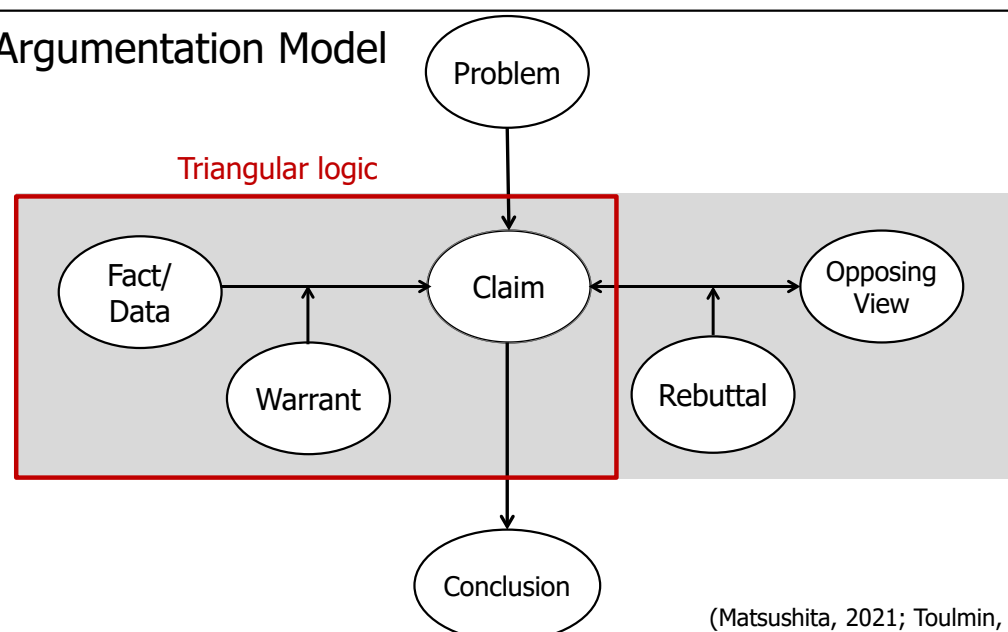 Argumentation Model
Problem
Triangular logic
Fact/
Data
Claim
Opposing
View
Warrant
Rebuttal
Conclusion
(Matsushita, 2021; Toulmin,